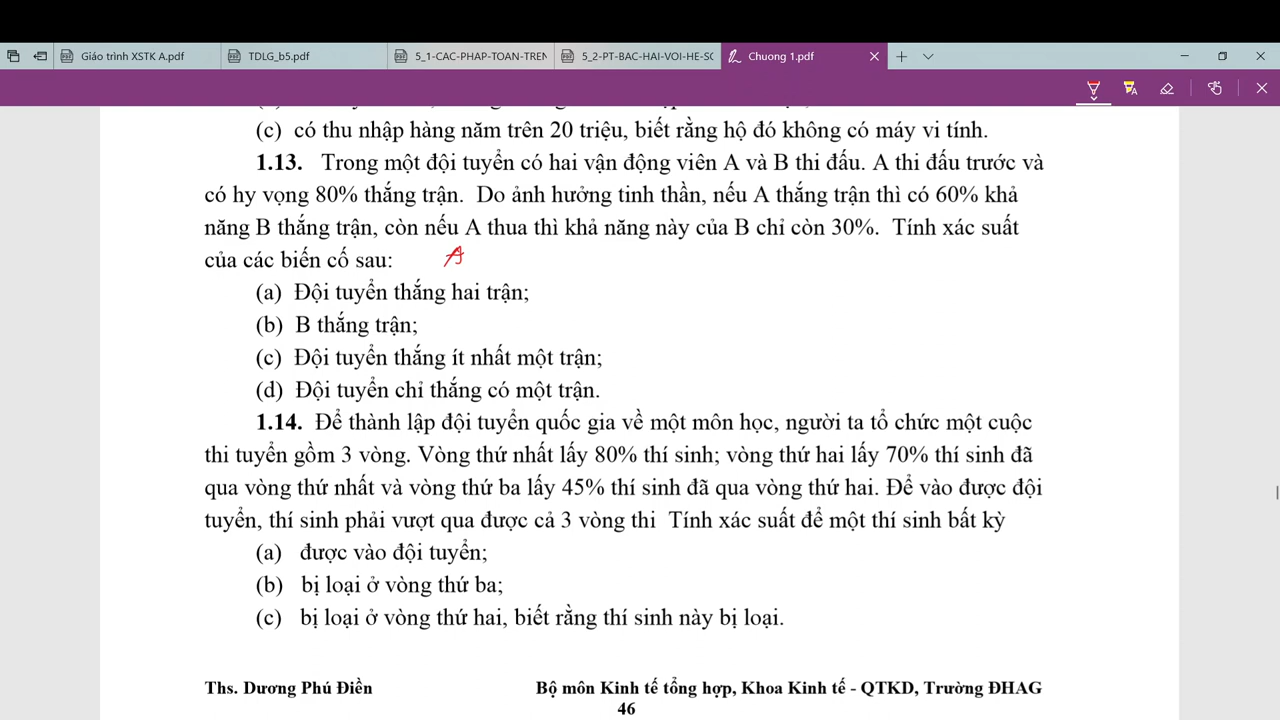 Giáo trình XSTK A.pdf
TDLG_b5.pdf
5_1-CAC-PHAP-TOAN-TREN
5_2-PT-BAC-HAI-VOI-HE-SC
Chuong 1.pdf
(c) có thu nhập hàng năm trên 20 triệu, biết rằng hộ đó không có máy vi tính.
1.13. Trong một đội tuyển có hai vận động viên A và B thi đấu. A thi đấu trước và
có hy vọng 80% thắng trận. Do ảnh hưởng tinh thần, nếu A thắng trận thì có 60% khả
năng B thắng trận, còn nếu A thua thì khả năng này của B chỉ còn 30%. Tính xác suất
của các biến cố sau: A
(a) Đội tuyển thắng hai trận;
(b) B thắng trận;
(c) Đội tuyển thắng ít nhất một trận;
(d) Đội tuyển chỉ thắng có một trận.
1.14. Để thành lập đội tuyển quốc gia về một môn học, người ta tổ chức một cuộc
thi tuyển gồm 3 vòng. Vòng thứ nhất lấy 80% thí sinh; vòng thứ hai lấy 70% thí sinh đã
qua vòng thứ nhất và vòng thứ ba lấy 45% thí sinh đã qua vòng thứ hai. Để vào được đội
tuyển, thí sinh phải vượt qua được cả 3 vòng thi Tính xác suất để một thí sinh bất kỳ
(a) được vào đội tuyển;
(b) bị loại ở vòng thứ ba;
(c) bị loại ở vòng thứ hai, biết rằng thí sinh này bị loại.
Ths. Dương Phú Điền Bộ môn Kinh tế tổng hợp, Khoa Kinh tế - QTKD, Trường ĐHAG
46